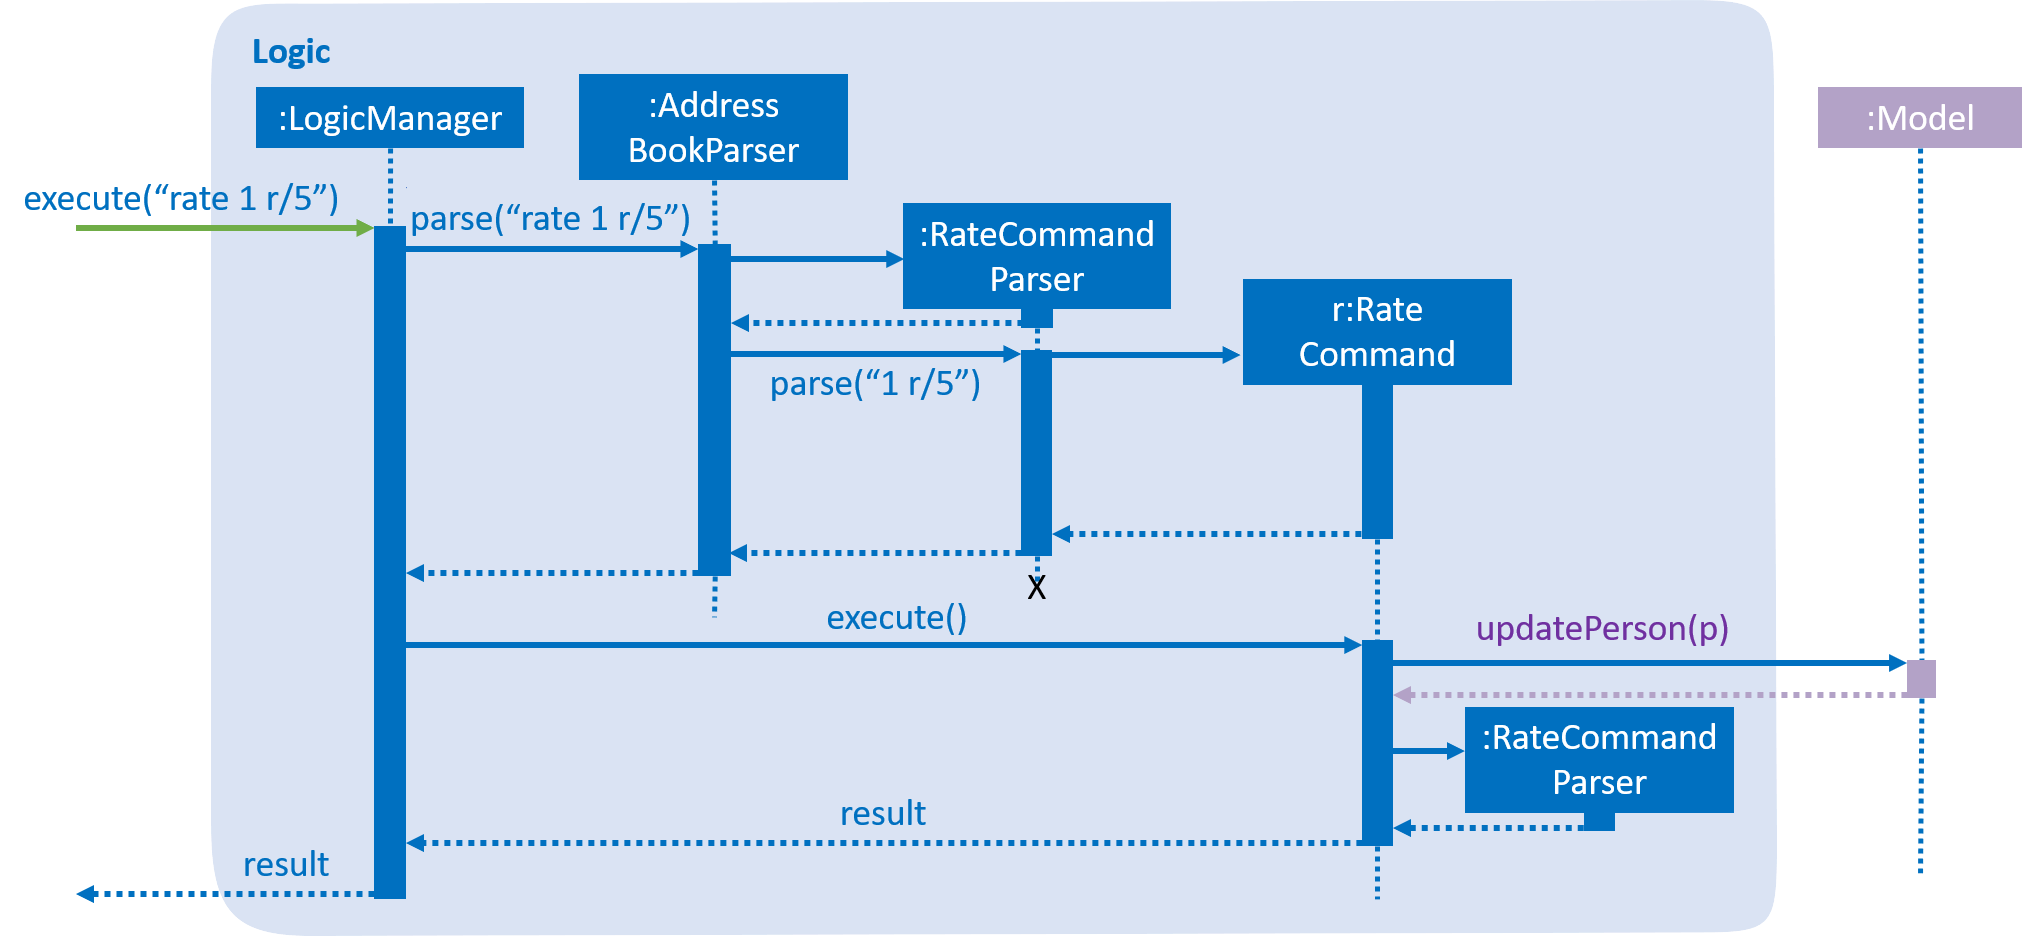 Logic
:LogicManager
:Address
BookParser
:Model
execute(“rate 1 r/5”)
parse(“rate 1 r/5”)
:RateCommand
Parser
r:Rate
Command
parse(“1 r/5”)
X
execute()
updatePerson(p)
:RateCommand
Parser
result
result